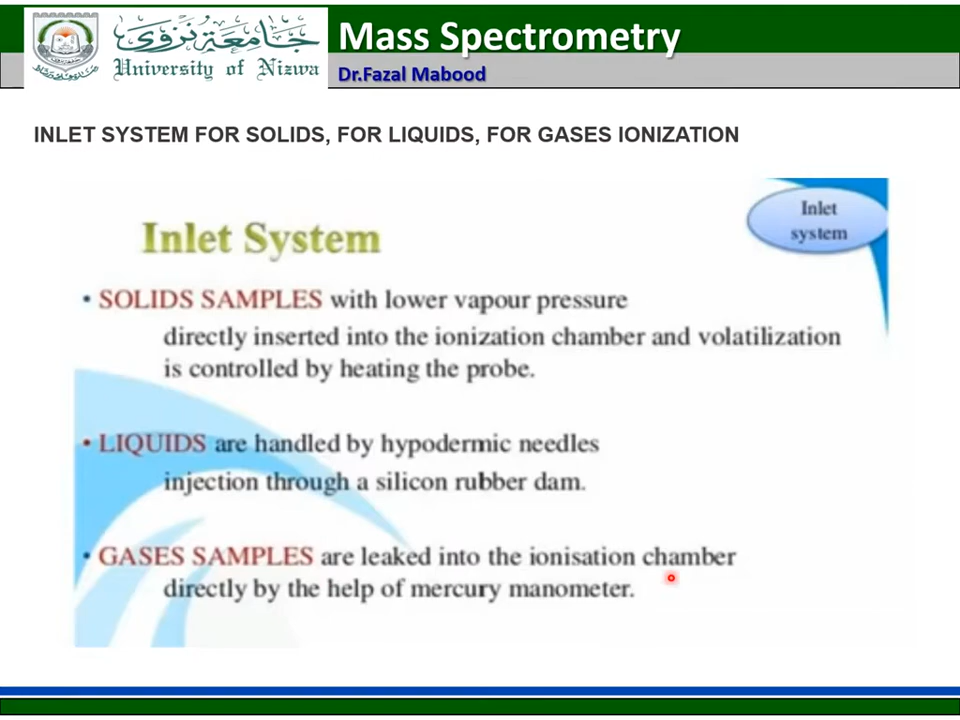 جامعة نزوى
University of Nizwa
Mass Spectrometry
Dr.Fazal Mabood
INLET SYSTEM FOR SOLIDS, FOR LIQUIDS, FOR GASES IONIZATION
Inlet
system
Inlet System
• SOLIDS SAMPLES with lower vapour pressure
directly inserted into the ionization chamber and volatilization
is controlled by heating the probe.
• LIQUIDS are handled by hypodermic needles
injection through a silicon rubber dam.
• GASES SAMPLES are leaked into the ionisation chamber
directly by the help of mercury manometer.